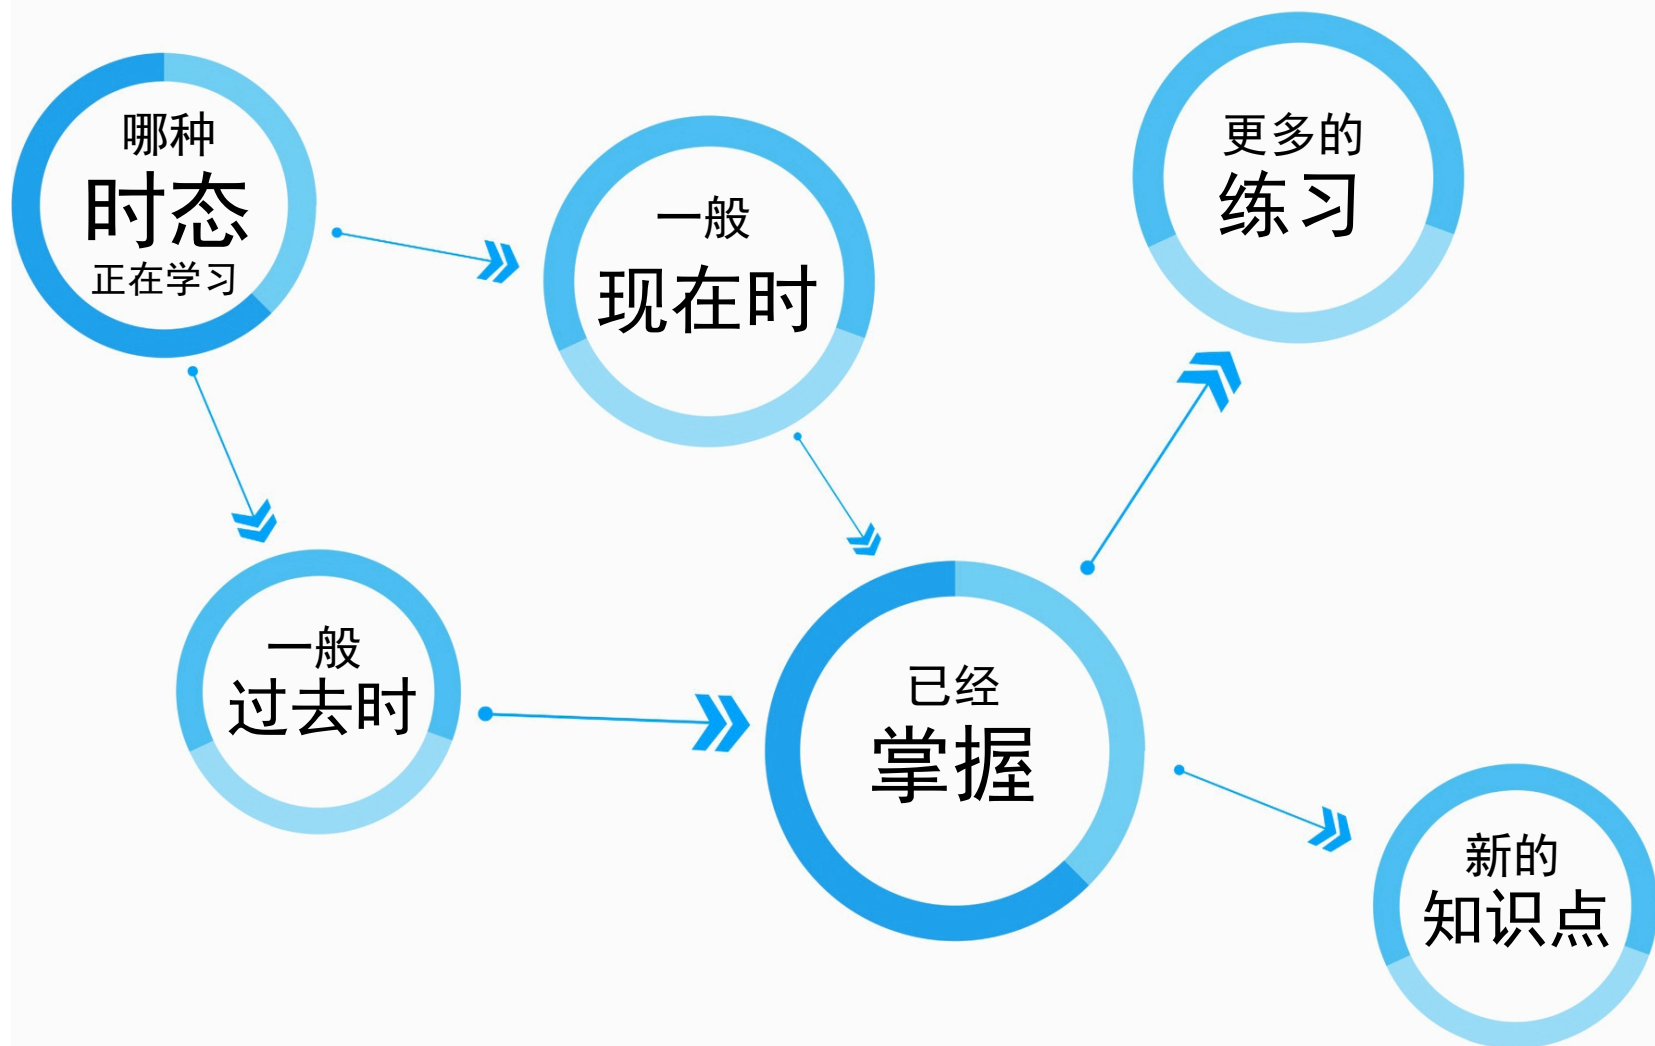 哪种
时态
正在学习
一般
现在时
更多的
练习
一般
过去时
已经
掌握
新的
知识点